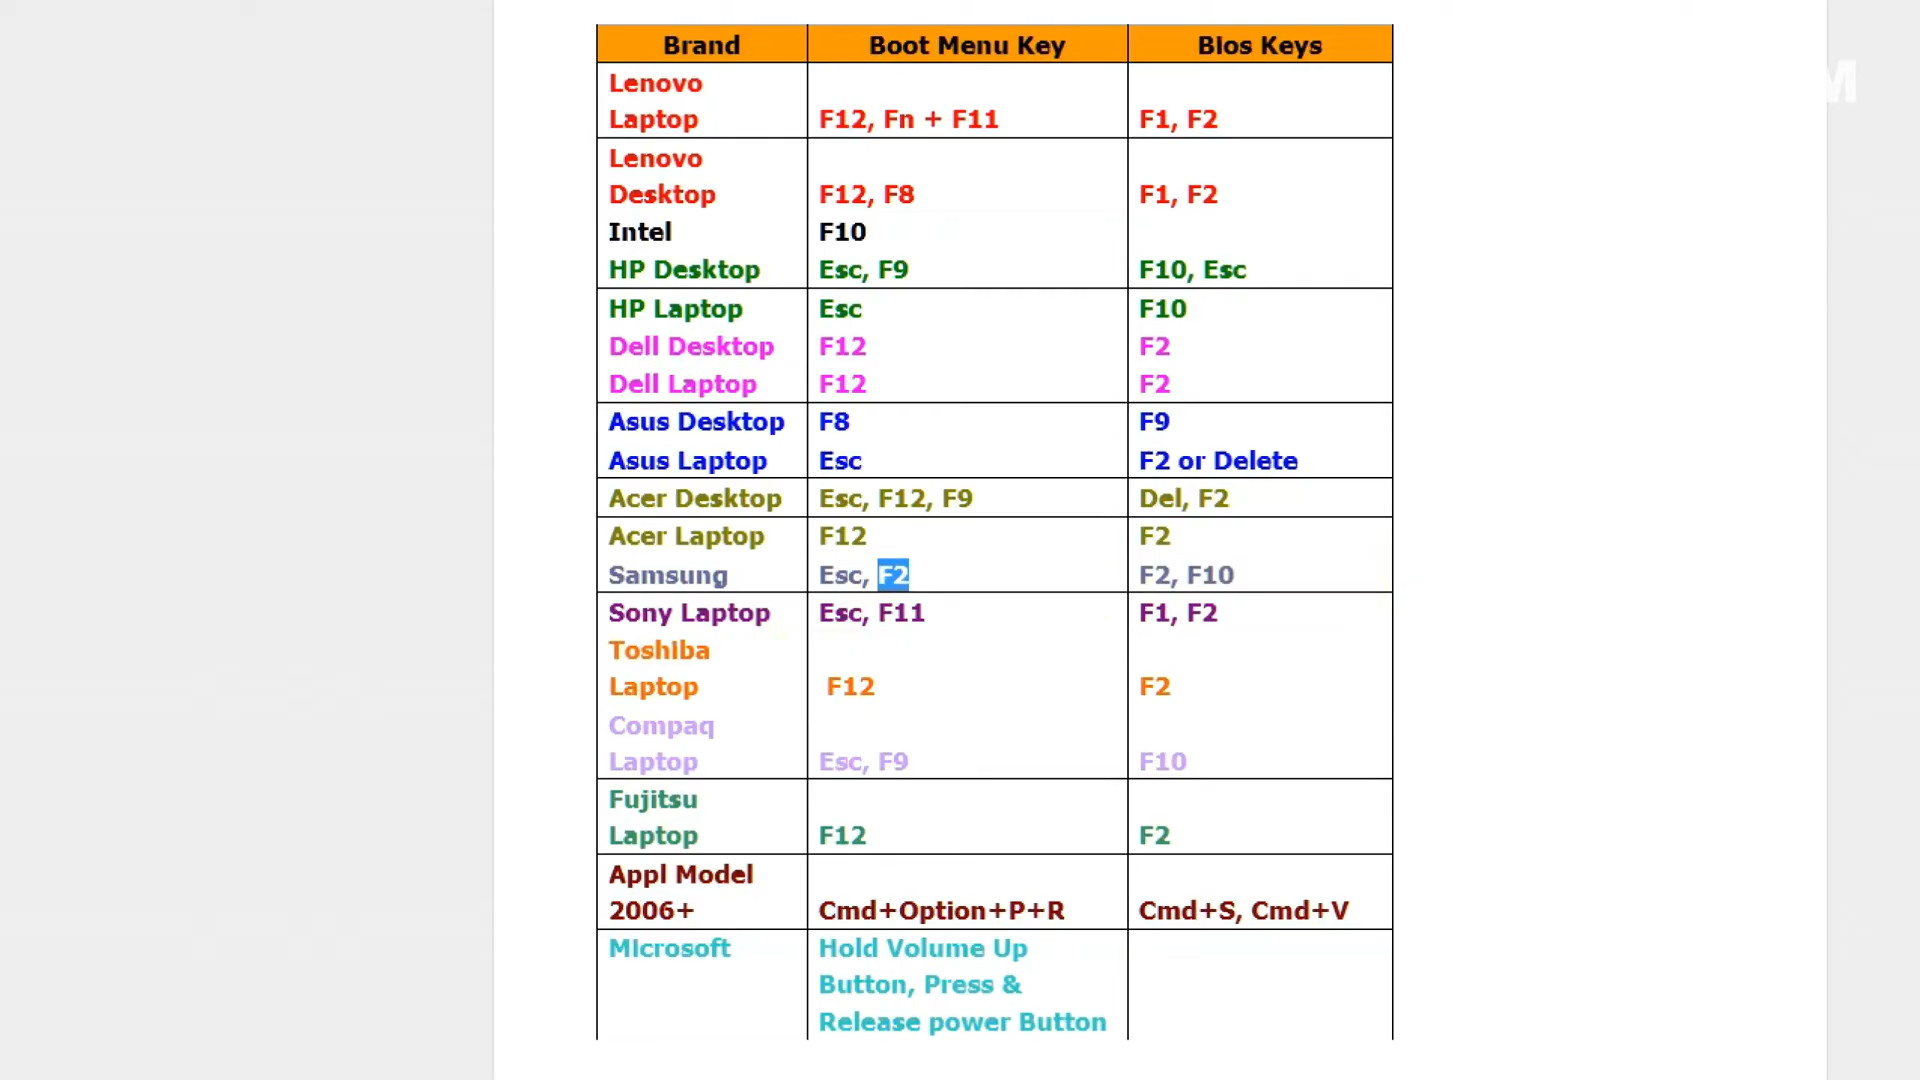 Brand Boot Menu Key Bios Keys
Lenovo
Laptop F12, Fn + F11 F1, F2
Lenovo
Desktop F12, F8 F1, F2
Intel F10
HP Desktop Esc, F9 F10, Esc
HP Laptop Esc F10
Dell Desktop F12 F2
Dell Laptop F12 F2
Asus Desktop F8 F9
Asus Laptop Esc F2 or Delete
Acer Desktop Esc, F12, F9 Del, F2
Acer Laptop F12 F2
Samsung Esc, F2 F2, F10
Sony Laptop Esc, F11 F1, F2
Toshiba
Laptop F12 F2
Compaq
Laptop Esc, F9 F10
Fujitsu
Laptop F12 F2
Appl Model
2006+ Cmd+Option+P+R Cmd+S, Cmd+V
Microsoft Hold Volume Up
Button, Press &
Release power Button